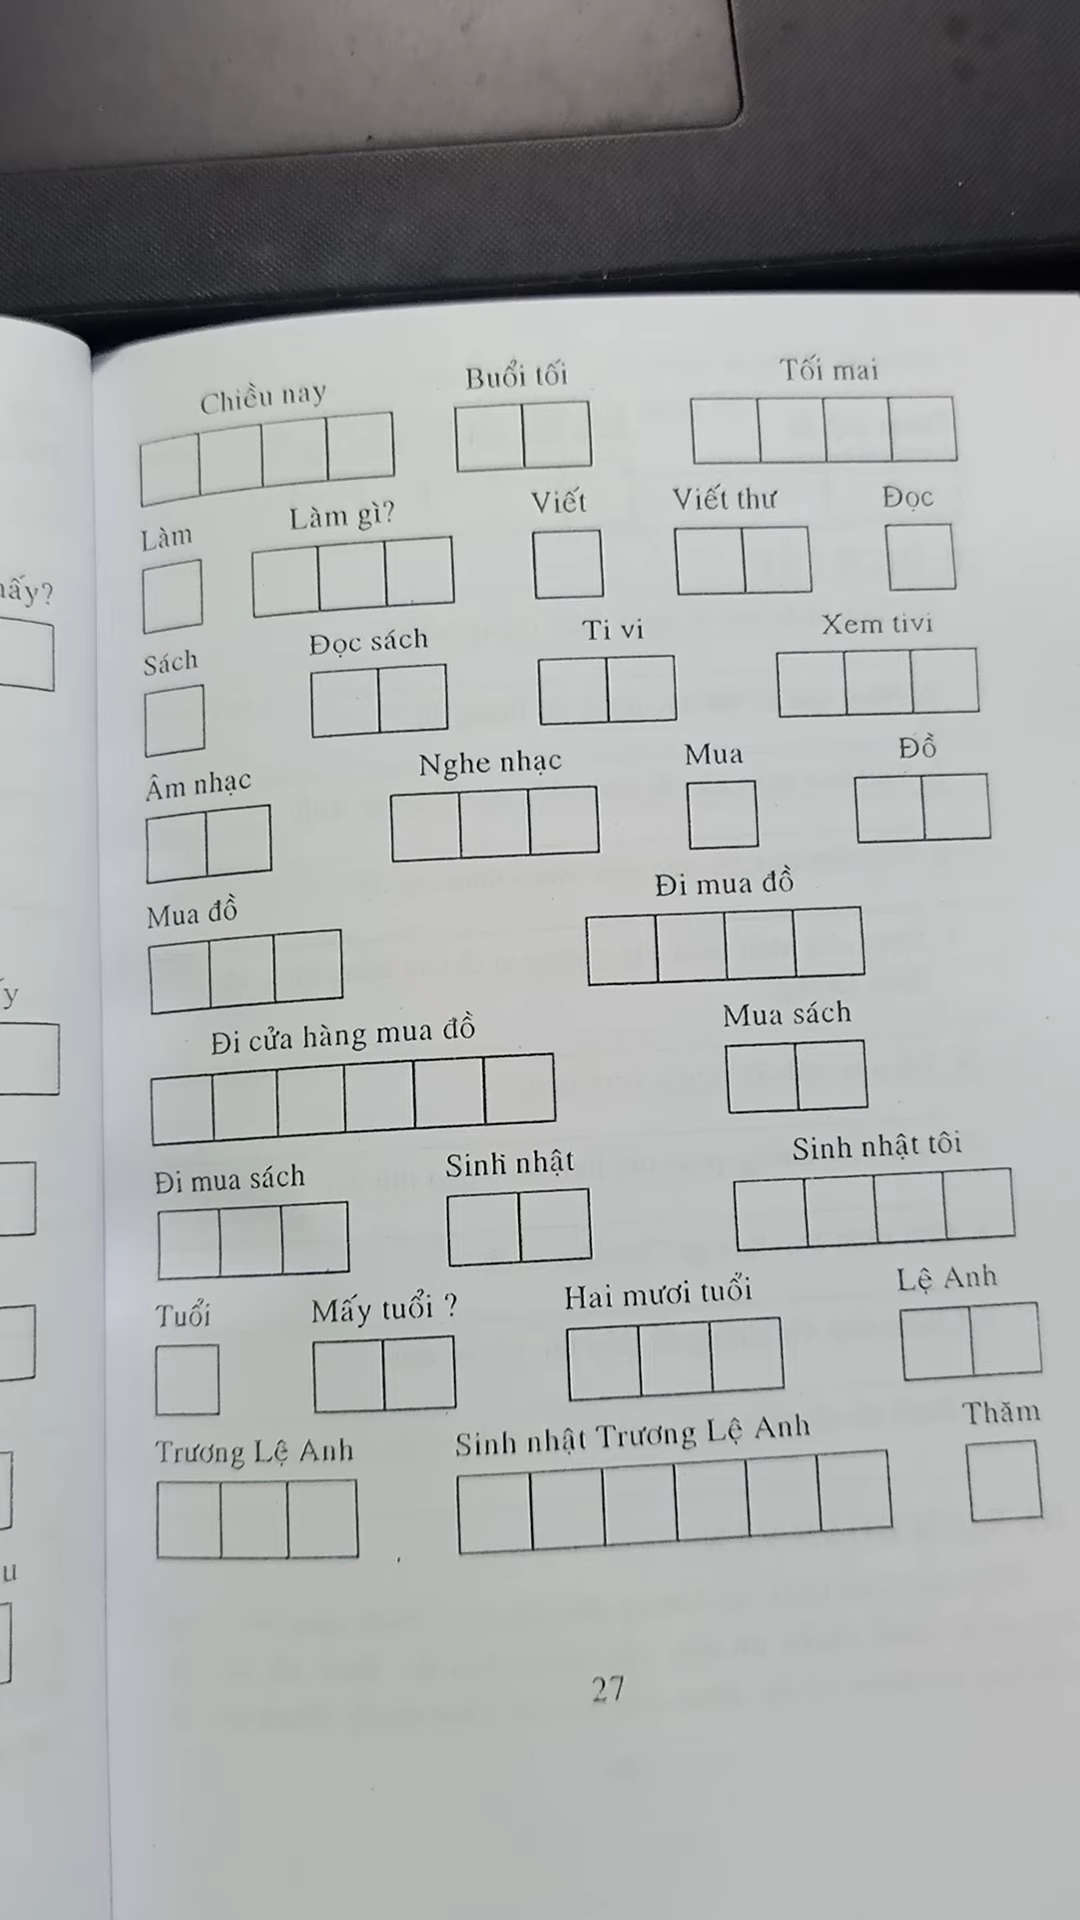 Chiều nay Buổi tối Tối mai
Làm Làm gì? Viết Viết thư Đọc
Sách Đọc sách Ti vi Xem tivi
Âm nhạc Nghe nhạc Mua Đồ
Mua đồ Đi mua đồ
Đi cửa hàng mua đồ Mua sách
Đi mua sách Sinh nhật Sinh nhật tôi
Tuổi Mấy tuổi ? Hai mươi tuổi Lệ Anh
Trương Lệ Anh Sinh nhật Trương Lệ Anh Thăm
27